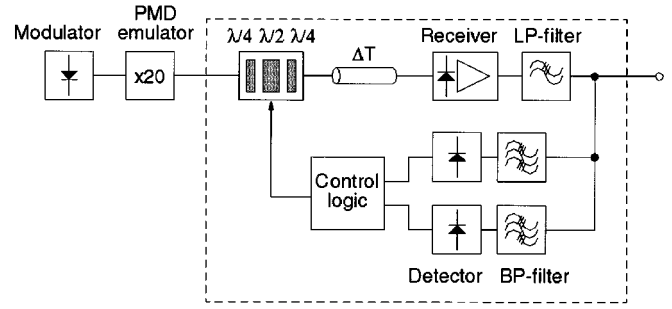 Modulator
PMD
emulator
x20
λ/4 λ/2 λ/4
ΔT
Receiver
LP-filter
Control
logic
Detector
BP-filter